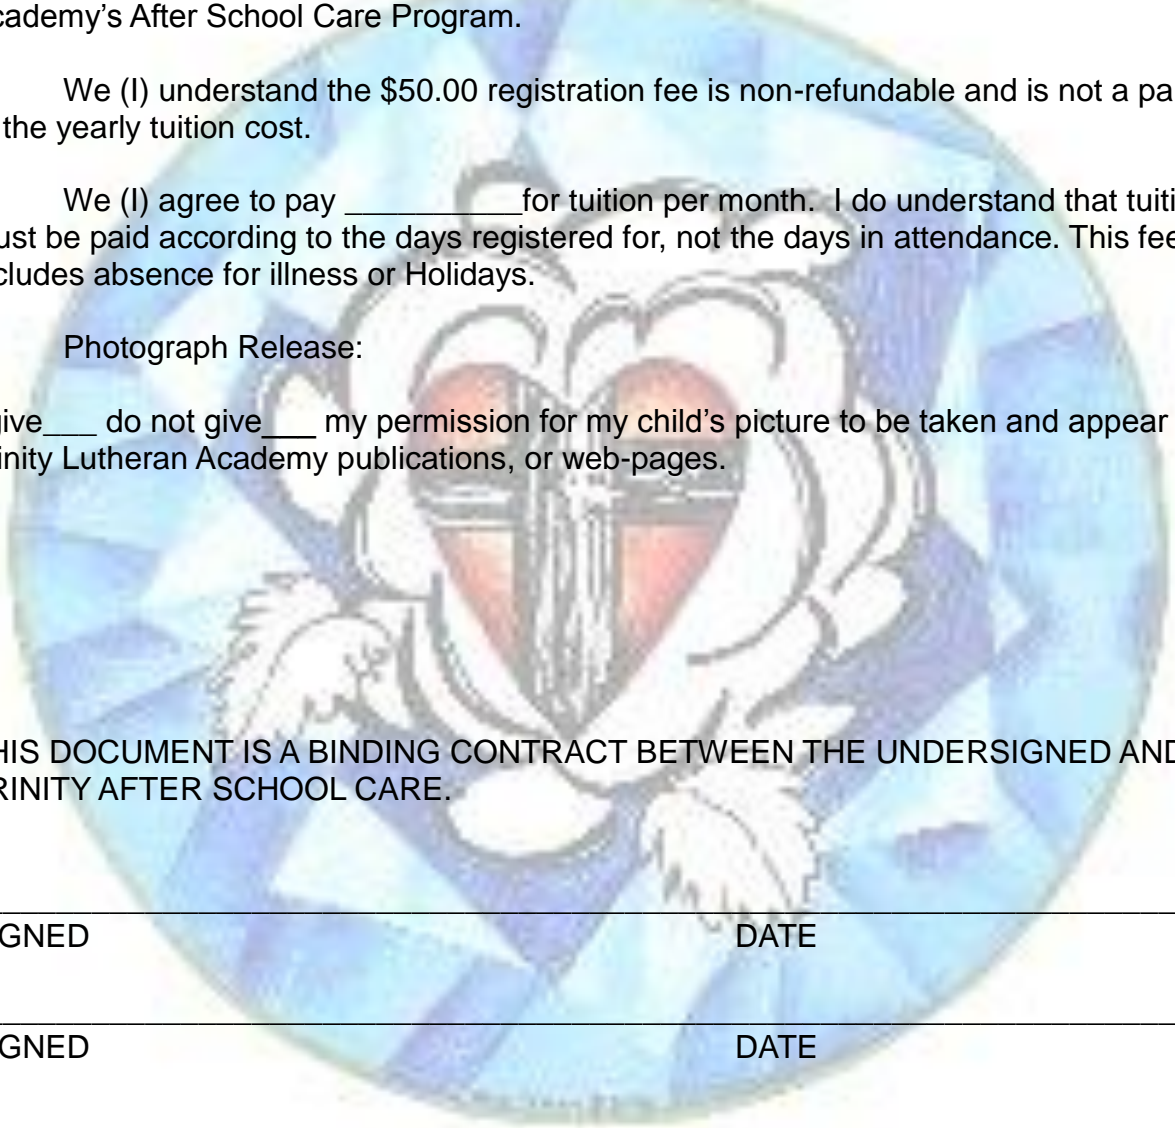 cademy's After School Care Program.
We (I) understand the $50.00 registration fee is non-refundable and is not a pa
the yearly tuition cost.
We (I) agree to pay __________for tuition per month. I do understand that tuiti
ust be paid according to the days registered for, not the days in attendance. This fee
cludes absence for illness or Holidays.
Photograph Release:
give___ do not give___ my permission for my child's picture to be taken and appear
inity Lutheran Academy publications, or web-pages.
HIS DOCUMENT IS A BINDING CONTRACT BETWEEN THE UNDERSIGNED AND
RINITY AFTER SCHOOL CARE.
GNED DATE
GNED DATE